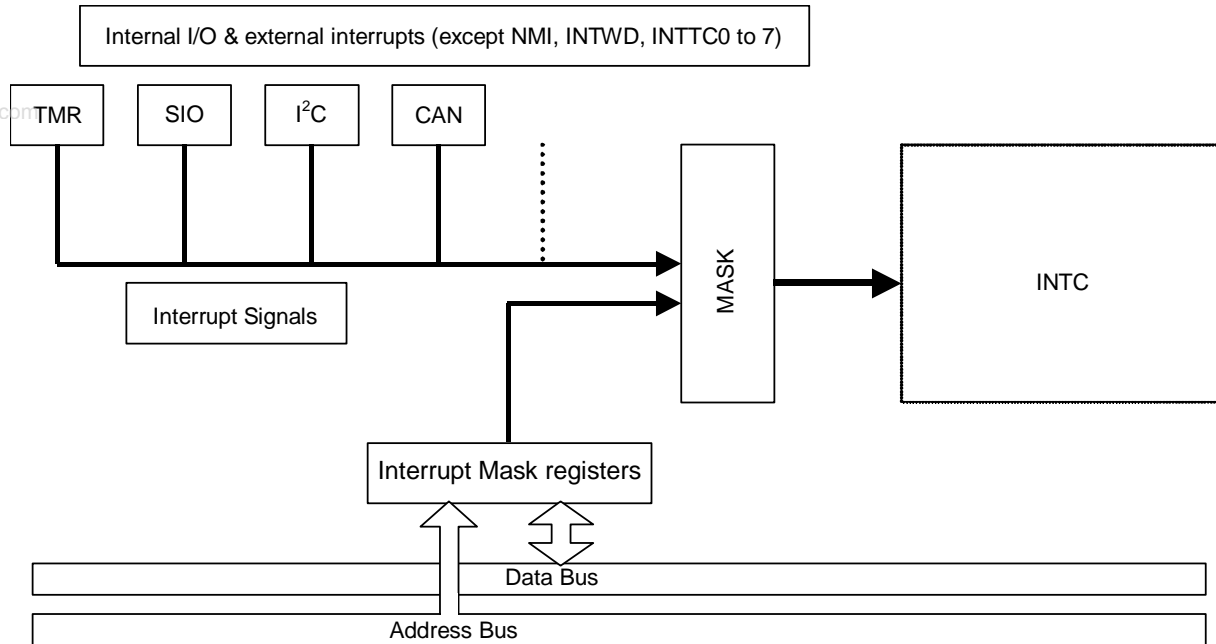 Internal I/O & external interrupts (except NMI, INTWD, INTTC0 to 7)
com
TMR
SIO
I²C
CAN
MASK
INTC
Interrupt Signals
Interrupt Mask registers
Data Bus
Address Bus